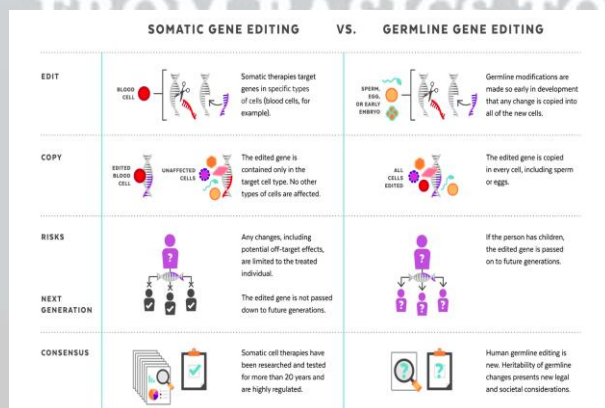 FROM BASICS TO
SOMATIC GENE EDITING VS. GERMLINE GENE EDITING
EDIT
BLOOD
CELL
Somatic therapies target
genes in specific types
of cells (blood cells, for
example).
SPERM,
EGG,
OR EARLY
EMBRYO
Germline modifications are
made so early in development
that any change is copied into
all of the new cells.
COPY
EDITED
BLOOD
CELL
UNAFFECTED
CELLS
The edited gene is
contained only in the
target cell type. No other
types of cells are affected.
ALL
CELLS
EDITED
The edited gene is copied
in every cell, including sperm
or eggs.
RISKS
?
Any changes, including
potential off-target effects,
are limited to the treated
individual.
?
If the person has children,
the edited gene is passed
on to future generations.
NEXT
GENERATION
The edited gene is not passed
down to future generations.
? ? ?
CONSENSUS
Somatic cell therapies have
been researched and tested
for more than 20 years and
are highly regulated.
? ?
Human germline editing is
new. Heritability of germline
changes presents new legal
and societal considerations.